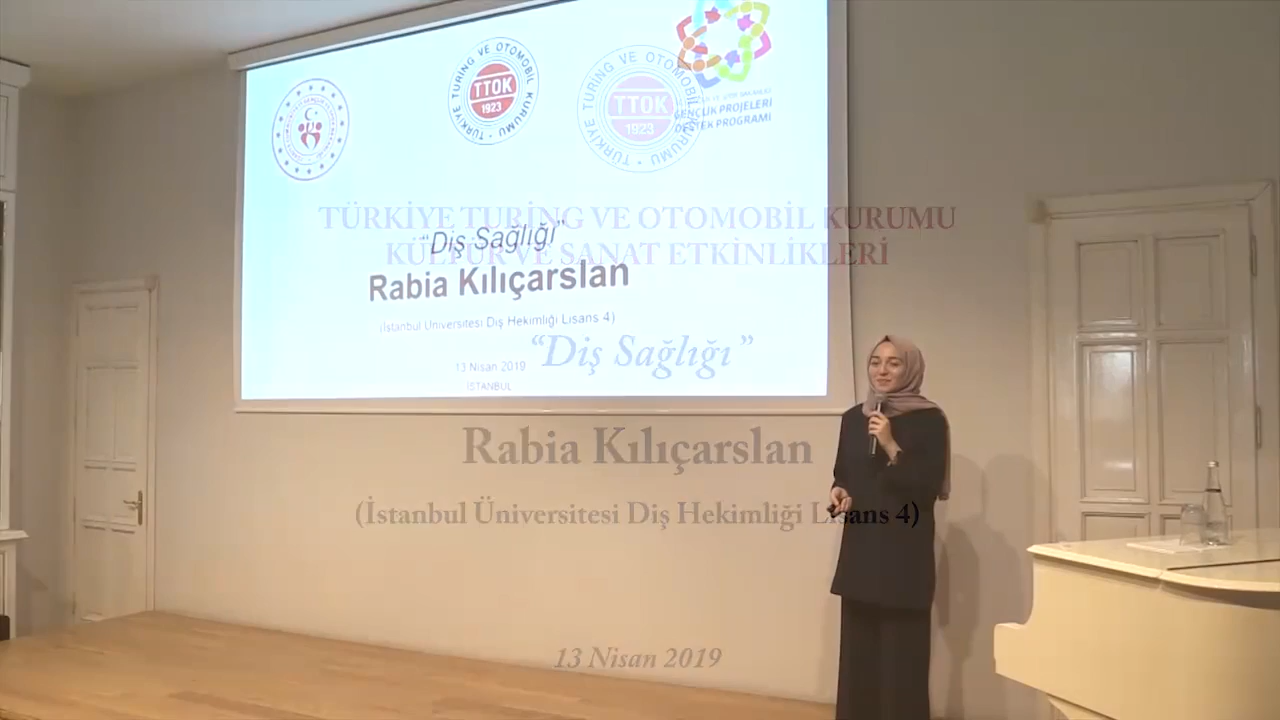 TÜRKİYE TURİNG VE OTOMOBİL KURUMU
TTOK
1923
TÜRKİYE TURİNG VE OTOMOBİL KURUMU
TTOK
1923
GENÇLİK PROJELERİ
DESTEK PROGRAMI
"Diş Sağlığı"
Rabia Kılıçarslan
(İstanbul Üniversitesi Diş Hekimliği Lisans 4)
13 Nisan 2019
İSTANBUL
TÜRKİYE TURİNG VE OTOMOBİL KURUMU
KÜLTÜR VE SANAT ETKİNLİKLERİ
“Diş Sağlığı”
Rabia Kılıçarslan
(İstanbul Üniversitesi Diş Hekimliği Lisans 4)
13 Nisan 2019